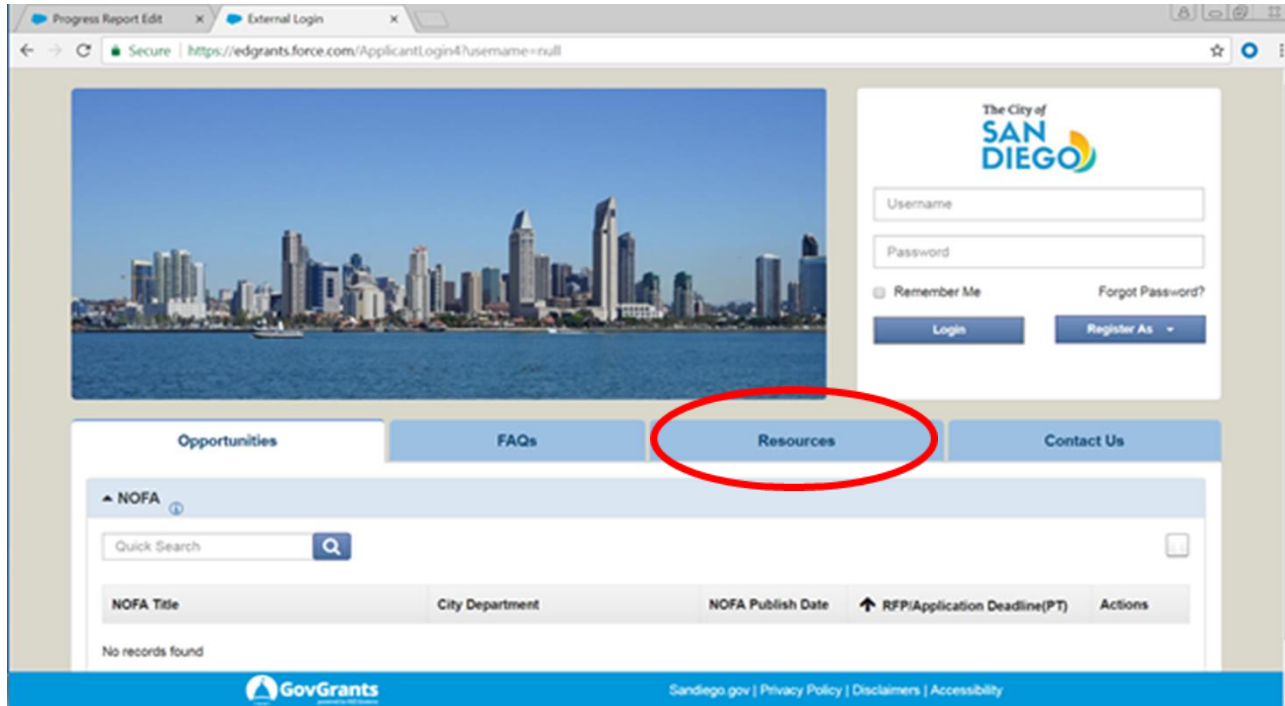 Progress Report Edit
External Login
Secure | https://edgrants.force.com/ApplicantLogin4?username=null
The City of
SAN
DIEGO
Username
Password
Remember Me
Forgot Password?
Login
Register As
Opportunities
FAQs
Resources
Contact Us
NOFA
Quick Search
NOFA Title
City Department
NOFA Publish Date
RFP/Application Deadline(PT)
Actions
No records found
GovGrants
Sandiego.gov | Privacy Policy | Disclaimers | Accessibility